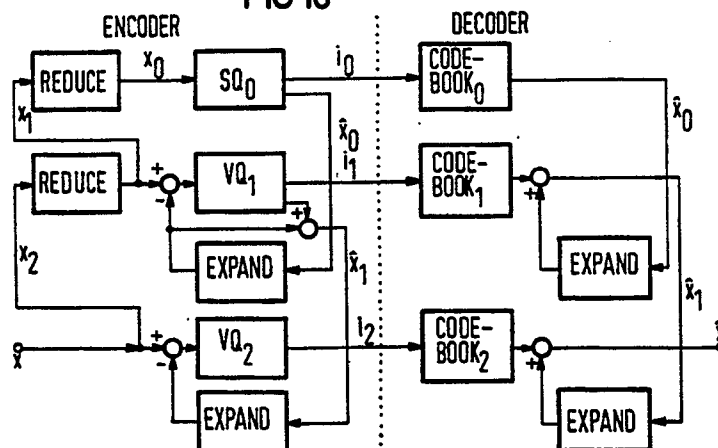 ENCODER
DECODER
REDUCE
x₀
SQ₀
i₀
CODE-
BOOK₀
x₁
x̂₀
x̂₀
REDUCE
+
-
VQ₁
i₁
CODE-
BOOK₁
+
+
x₂
EXPAND
x̂₁
EXPAND
x̂₁
x
+
-
VQ₂
i₂
CODE-
BOOK₂
+
EXPAND
EXPAND